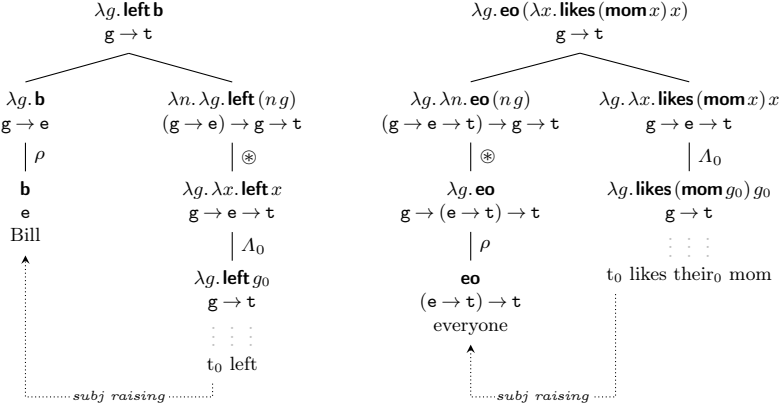 λg. left b
g → t
λg. b
g → e
λn. λg. left (n g)
(g → e) → g → t
ρ
⊛
b
e
Bill
λg. λx. left x
g → e → t
Λ₀
λg. left g₀
g → t
t₀ left
subj raising
λg. eo (λx. likes (mom x) x)
g → t
λg. λn. eo (n g)
(g → e → t) → g → t
λg. λx. likes (mom x) x
g → e → t
⊛
Λ₀
λg. eo
g → (e → t) → t
λg. likes (mom g₀) g₀
g → t
ρ
eo
(e → t) → t
everyone
t₀ likes their₀ mom
subj raising